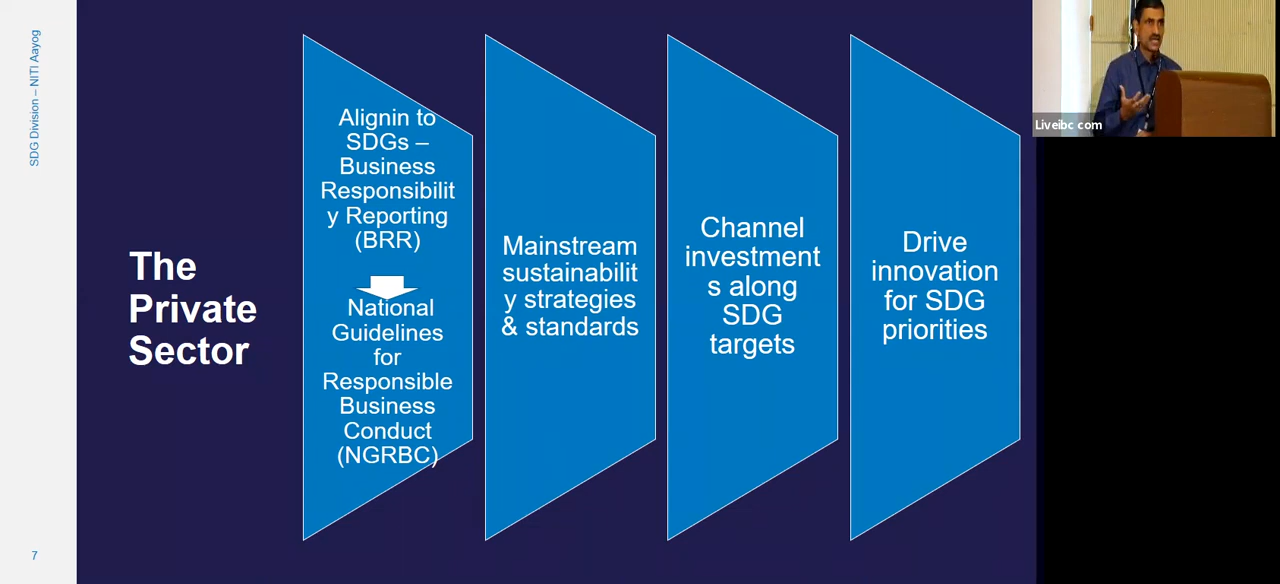 SDG Division – NITI Aayog
The
Private
Sector
Alignin to
SDGs –
Business
Responsibilit
y Reporting
(BRR)
National
Guidelines
for
Responsible
Business
Conduct
(NGRBC)
Mainstream
sustainabilit
y strategies
& standards
Channel
investment
s along
SDG
targets
Drive
innovation
for SDG
priorities
Liveibc com
7